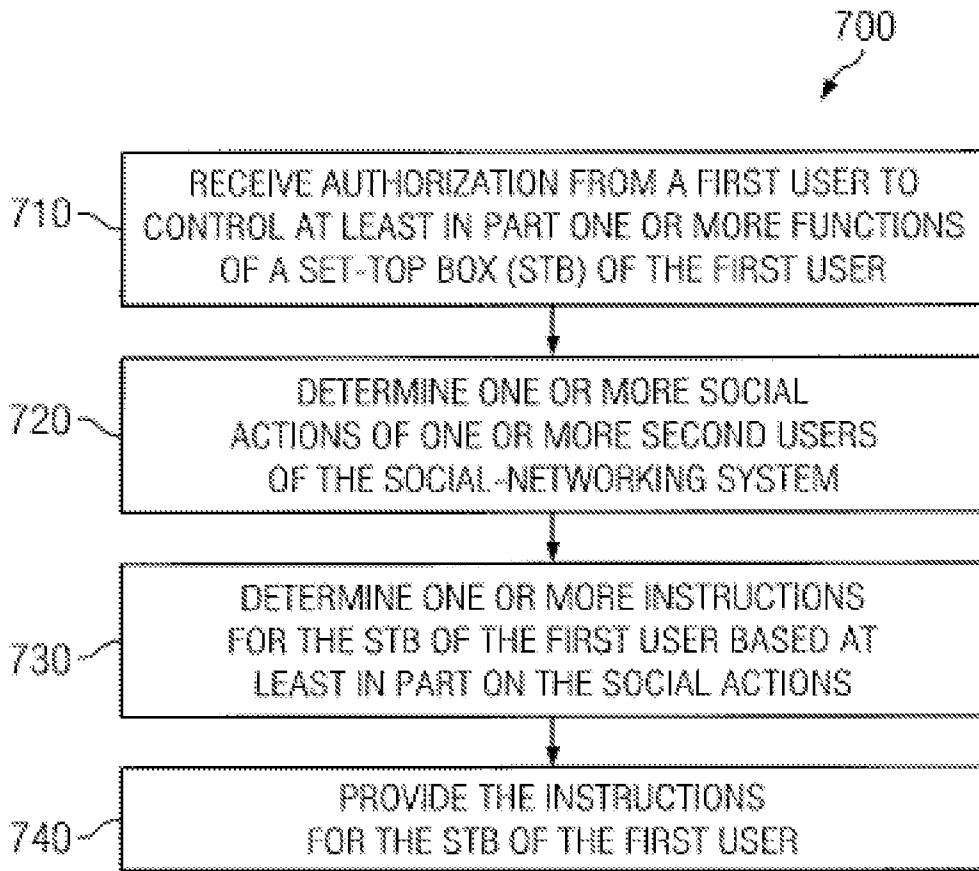 700
710
RECEIVE AUTHORIZATION FROM A FIRST USER TO
CONTROL AT LEAST IN PART ONE OR MORE FUNCTIONS
OF A SET-TOP BOX (STB) OF THE FIRST USER
720
DETERMINE ONE OR MORE SOCIAL
ACTIONS OF ONE OR MORE SECOND USERS
OF THE SOCIAL-NETWORKING SYSTEM
730
DETERMINE ONE OR MORE INSTRUCTIONS
FOR THE STB OF THE FIRST USER BASED AT
LEAST IN PART ON THE SOCIAL ACTIONS
740
PROVIDE THE INSTRUCTIONS
FOR THE STB OF THE FIRST USER